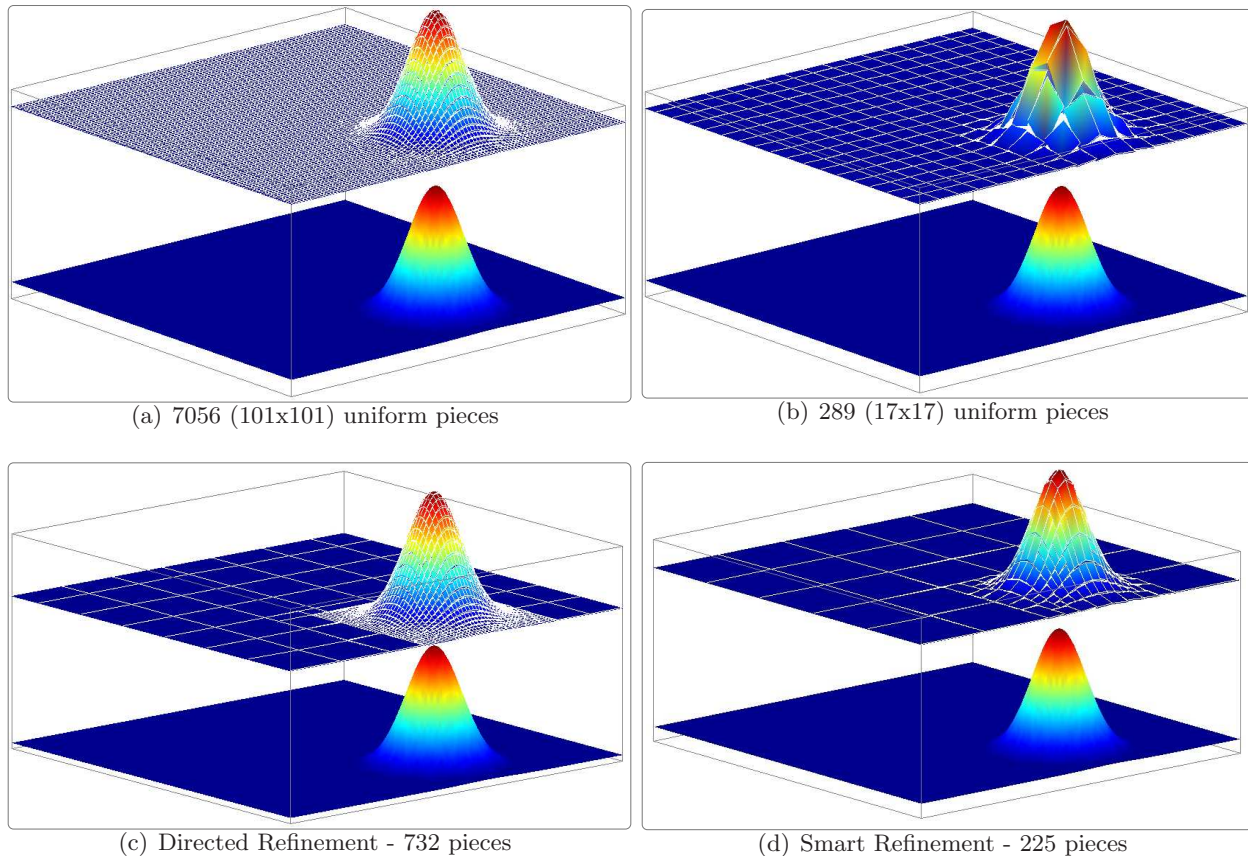 (a) 7056 (101x101) uniform pieces
(b) 289 (17x17) uniform pieces
(c) Directed Refinement - 732 pieces
(d) Smart Refinement - 225 pieces